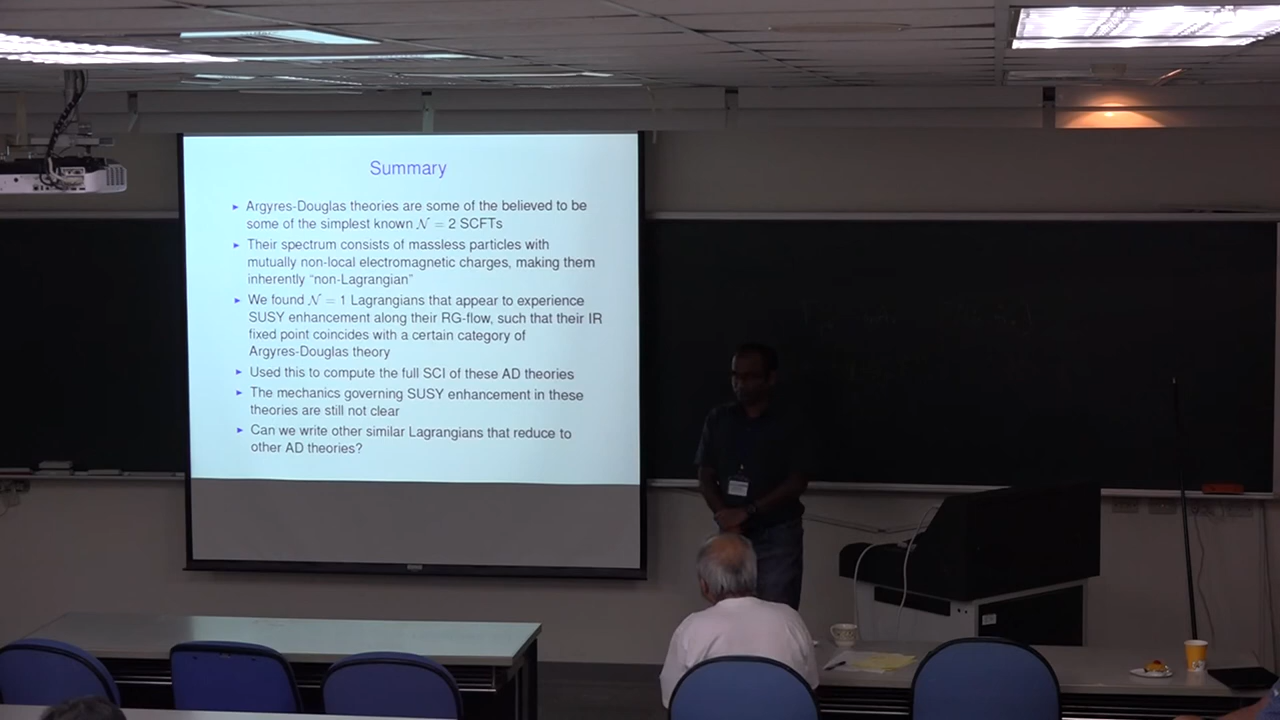 Summary
▸ Argyres-Douglas theories are some of the believed to be
some of the simplest known 𝒩 = 2 SCFTs
▸ Their spectrum consists of massless particles with
mutually non-local electromagnetic charges, making them
inherently “non-Lagrangian”
▸ We found 𝒩 = 1 Lagrangians that appear to experience
SUSY enhancement along their RG-flow, such that their IR
fixed point coincides with a certain category of
Argyres-Douglas theory
▸ Used this to compute the full SCI of these AD theories
▸ The mechanics governing SUSY enhancement in these
theories are still not clear
▸ Can we write other similar Lagrangians that reduce to
other AD theories?